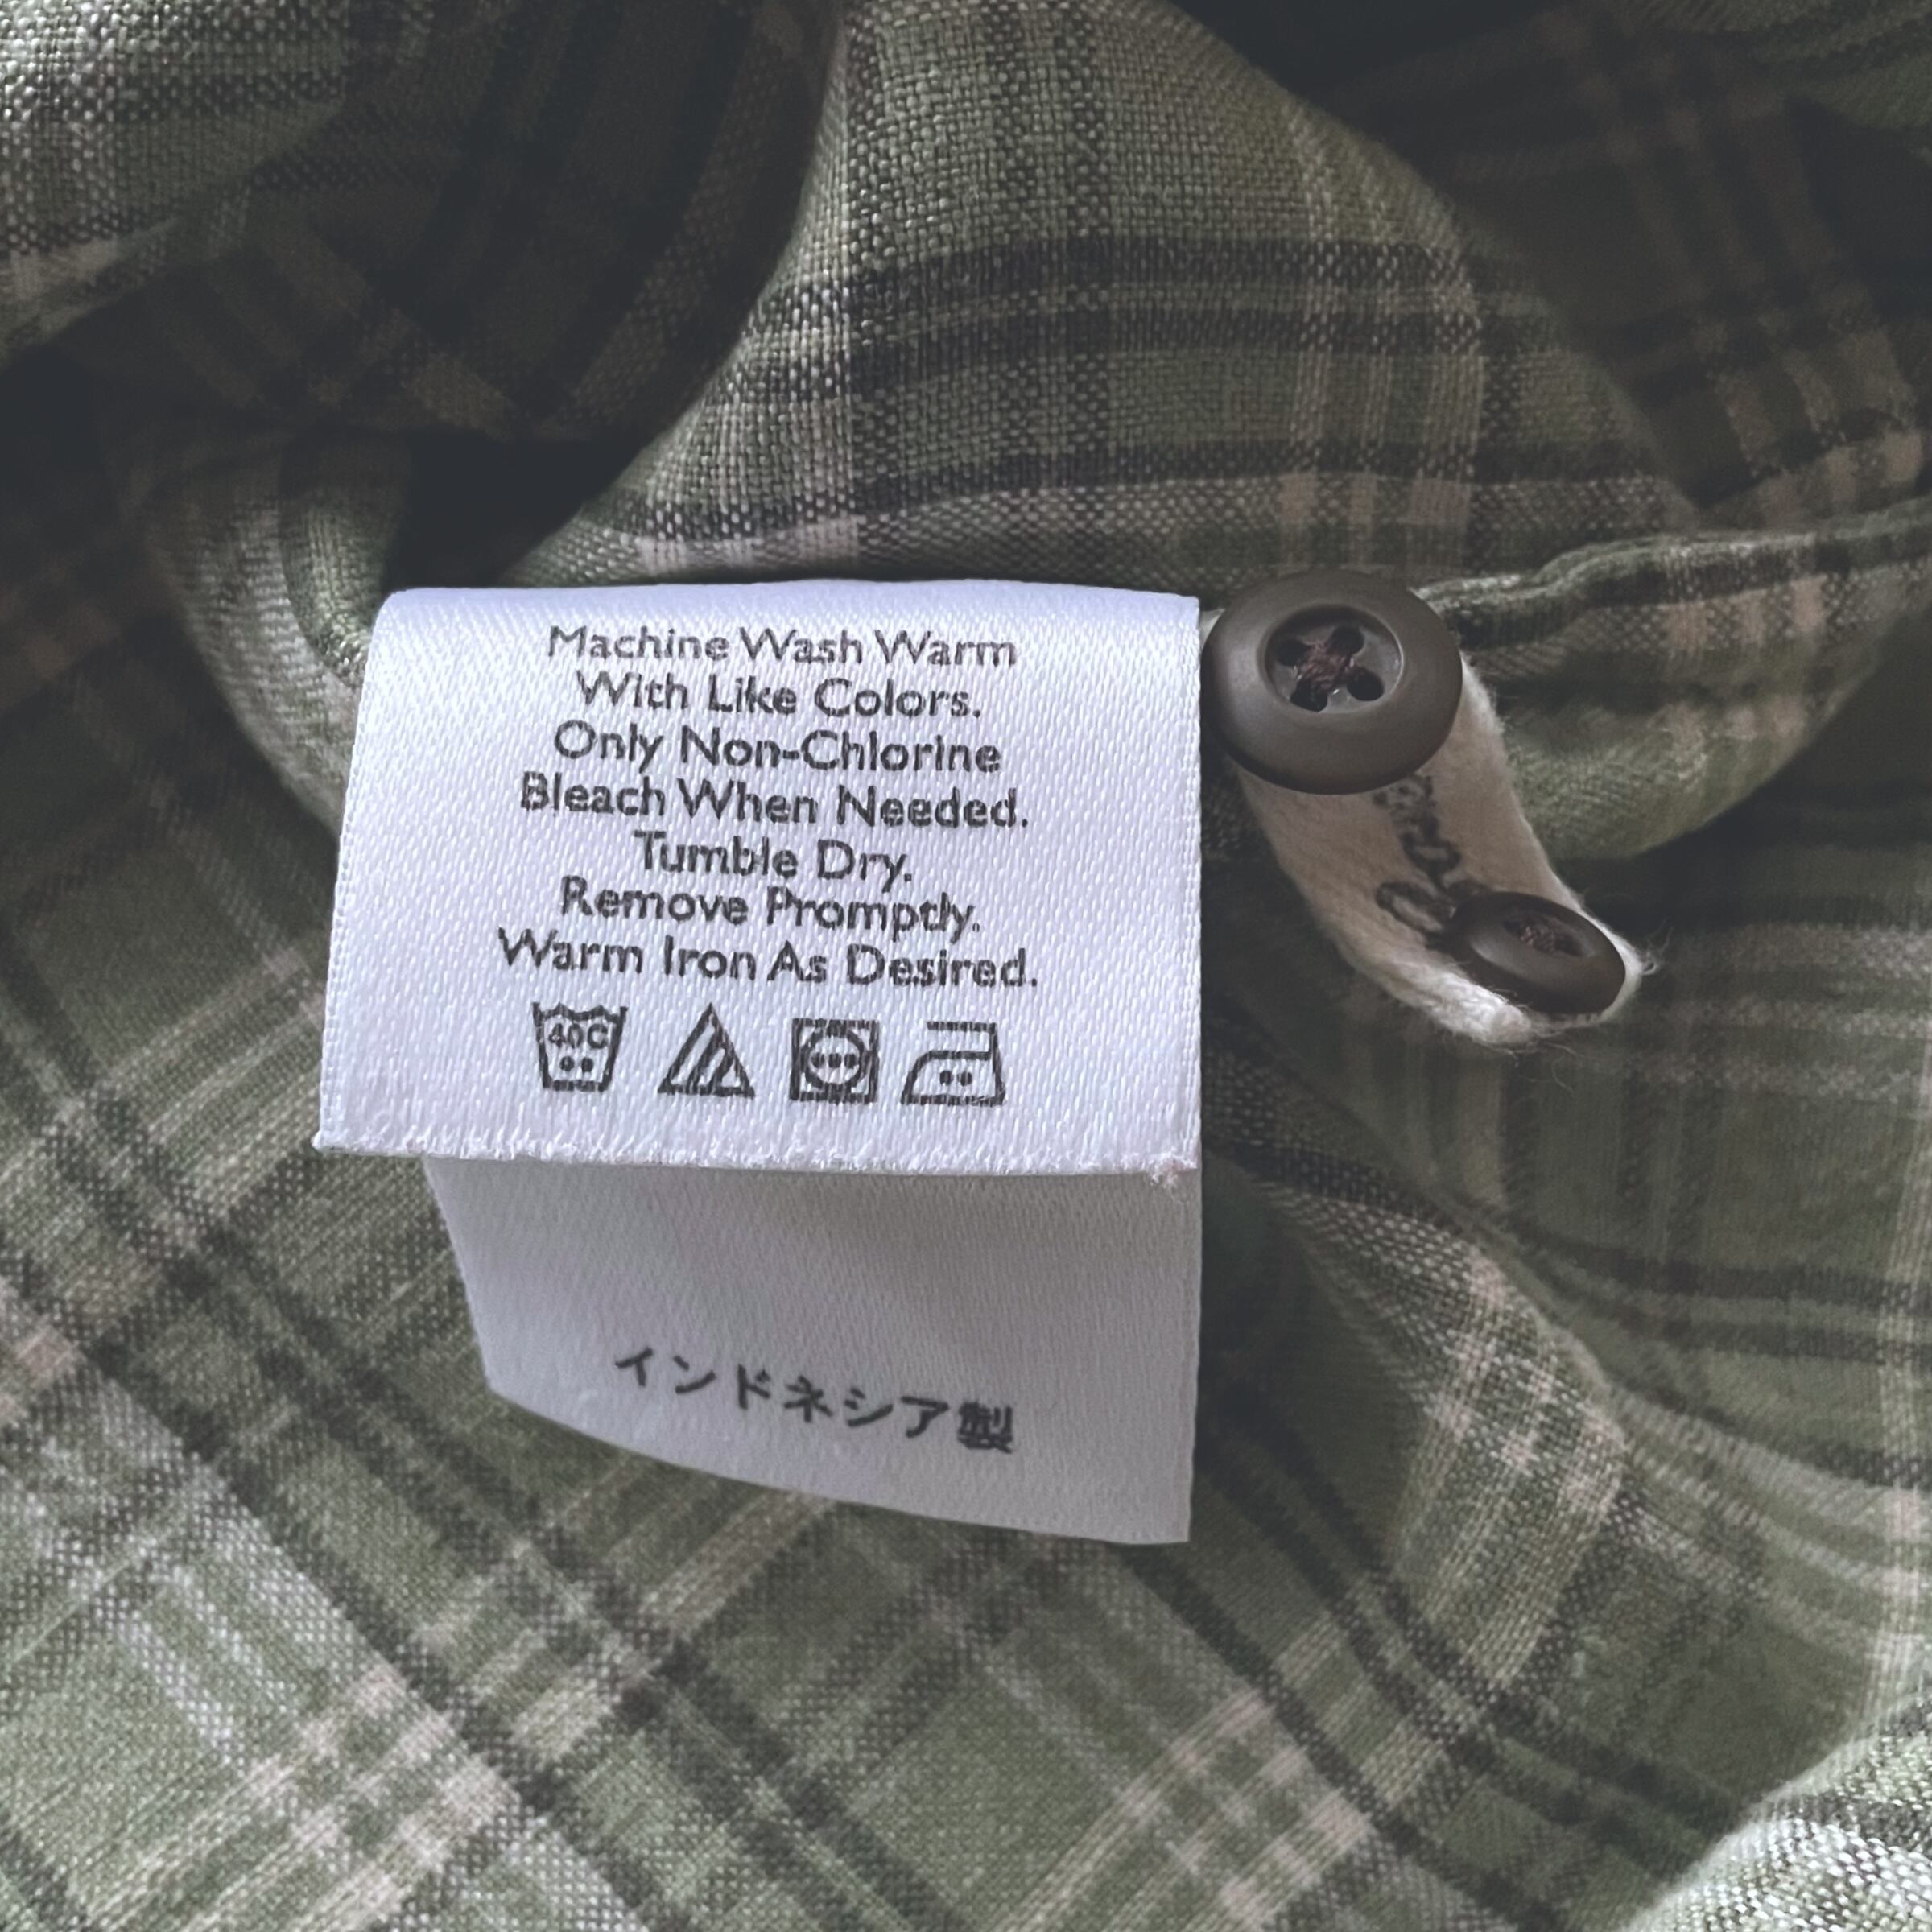 Machine Wash Warm
With Like Colors.
Only Non-Chlorine
Bleach When Needed.
Tumble Dry.
Remove Promptly.
Warm Iron As Desired.
40C
インドネシア製